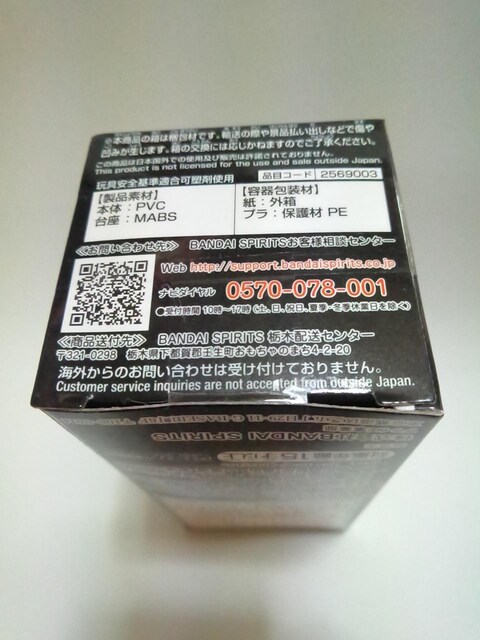 ※本商品の箱は梱包材です。輸送の際や景品払い出しなどで傷や
凹みが生じます。箱の交換には応じかねますのでご了承ください。
この商品は日本国外での使用及び販売は許諾されておりません。
This product is not licensed for the use and sale outside Japan.
玩具安全基準適合可塑剤使用
品目コード 2569003
【製品素材】
本体：PVC
台座：MABS
【容器包装材】
紙：外箱
プラ：保護材 PE
≪お問い合わせ先≫ BANDAI SPIRITSお客様相談センター
Web http://support.bandaispirits.co.jp
ナビダイヤル 0570-078-001
●受付時間 10時～17時(土、日、祝日、夏季・冬季休業日を除く)
≪商品送付先≫ BANDAI SPIRITS 栃木配送センター
〒321-0298 栃木県下都賀郡壬生町おもちゃのまち4-2-20
海外からのお問い合わせは受け付けておりません。
Customer service inquiries are not accepted from outside Japan.
BANDAI SPIRITS